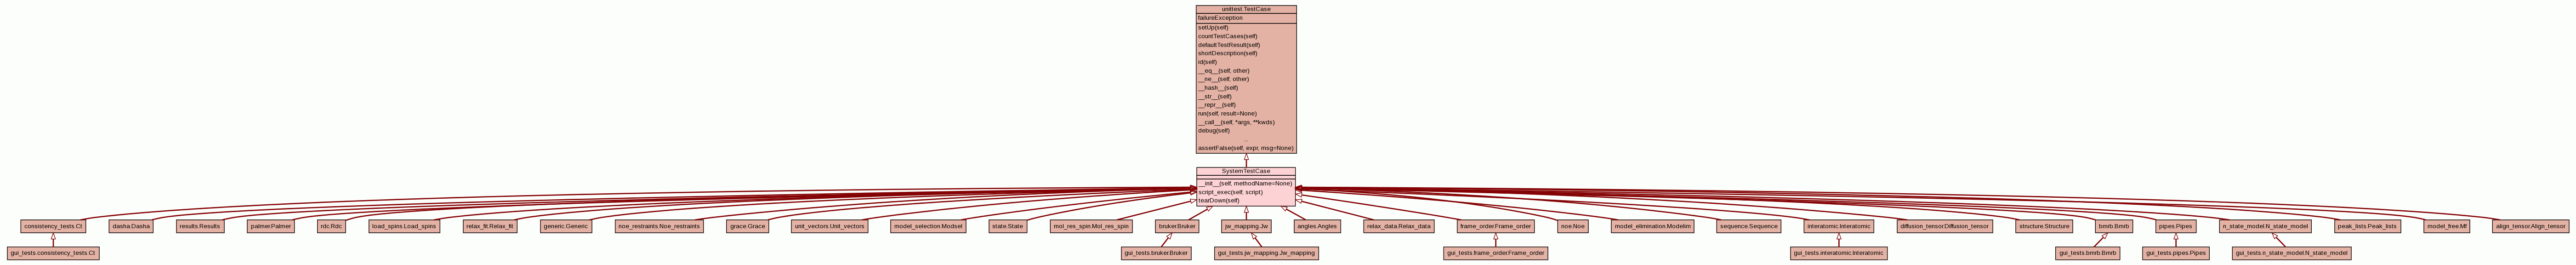 unittest.TestCase
failureException
setUp(self)
countTestCases(self)
defaultTestResult(self)
shortDescription(self)
id(self)
__eq__(self, other)
__ne__(self, other)
__hash__(self)
__str__(self)
__repr__(self)
run(self, result=None)
__call__(self, *args, **kwds)
debug(self)
assertFalse(self, expr, msg=None)
SystemTestCase
__init__(self, methodName=None)
script_exec(self, script)
tearDown(self)
consistency_tests.Ct
dasha.Dasha
results.Results
palmer.Palmer
rdc.Rdc
load_spins.Load_spins
relax_fit.Relax_fit
generic.Generic
noe_restraints.Noe_restraints
grace.Grace
unit_vectors.Unit_vectors
model_selection.Modsel
state.State
mol_res_spin.Mol_res_spin
bruker.Bruker
jw_mapping.Jw
angles.Angles
relax_data.Relax_data
frame_order.Frame_order
noe.Noe
model_elimination.Modelim
sequence.Sequence
interatomic.Interatomic
diffusion_tensor.Diffusion_tensor
structure.Structure
bmrb.Bmrb
pipes.Pipes
n_state_model.N_state_model
peak_lists.Peak_lists
model_free.Mf
align_tensor.Align_tensor
gui_tests.consistency_tests.Ct
gui_tests.bruker.Bruker
gui_tests.jw_mapping.Jw_mapping
gui_tests.frame_order.Frame_order
gui_tests.interatomic.Interatomic
gui_tests.bmrb.Bmrb
gui_tests.pipes.Pipes
gui_tests.n_state_model.N_state_model